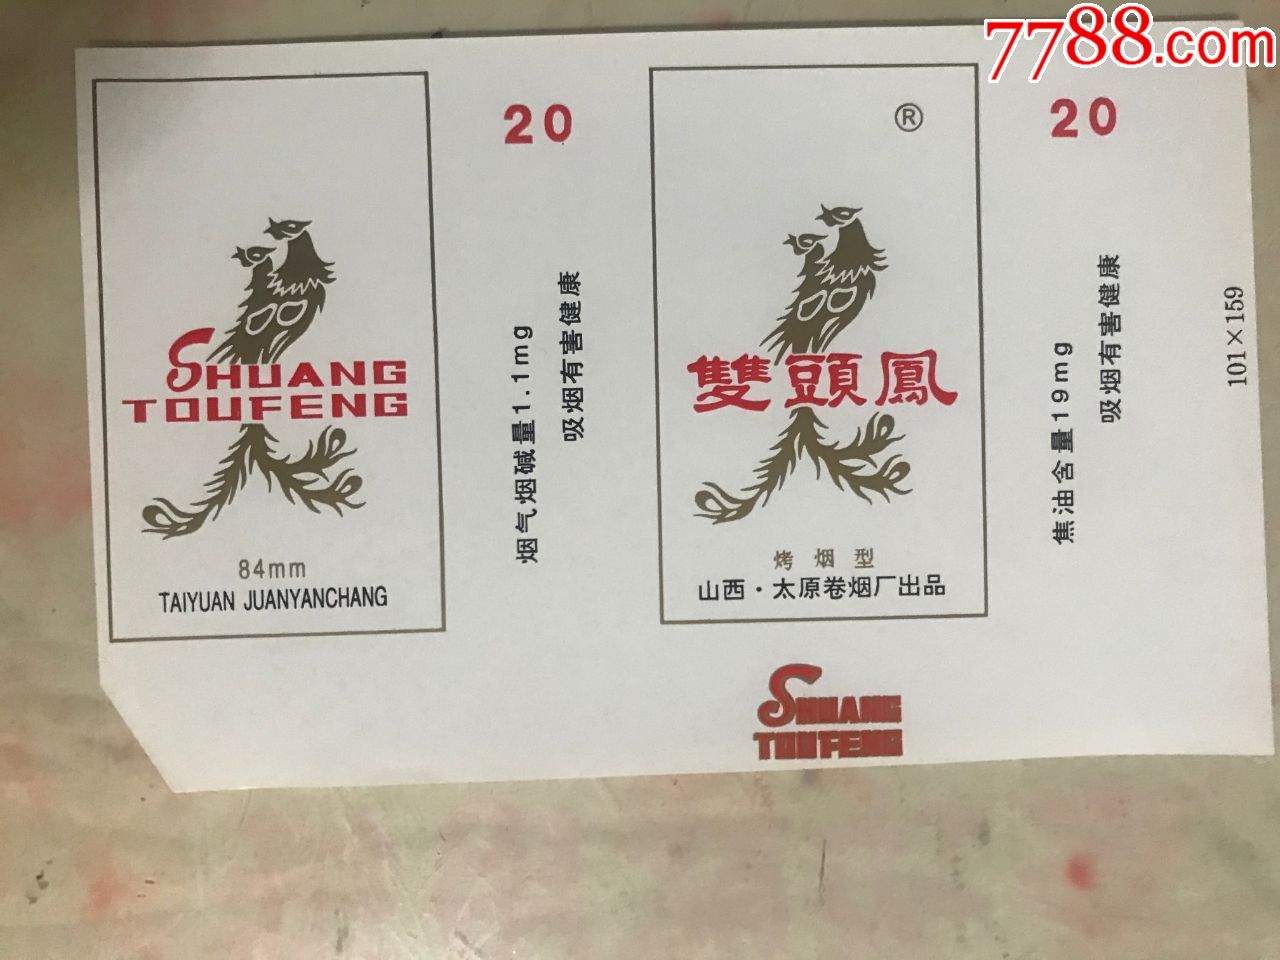 7788.com
SHUANG
TOUFENG
84mm
TAIYUAN JUANYANCHANG
20
烟气烟碱量1.1mg
吸烟有害健康
®
雙頭鳳
烤烟型
山西·太原卷烟厂出品
20
焦油含量19mg
吸烟有害健康
101×159
SHUANG
TOUFENG